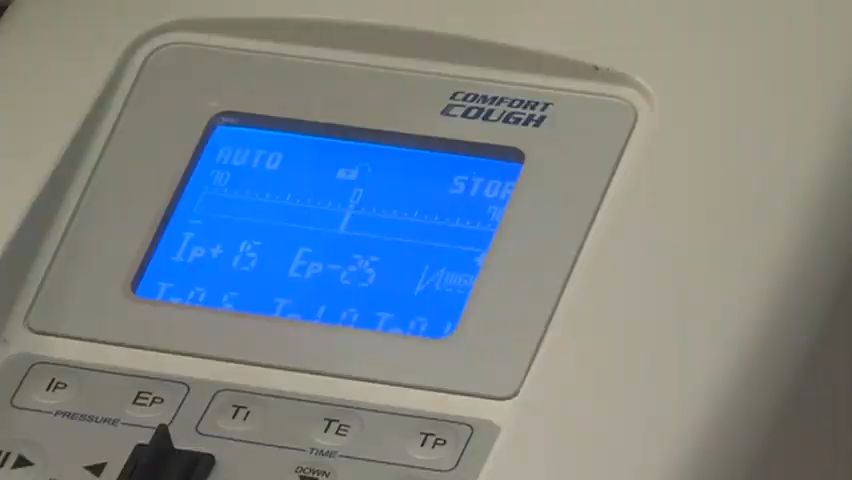 COMFORT
COUGH
AUTO
STOP
70 0 70
IP+15 EP-25
IP EP
PRESSURE
TI TE TP
TIME
DOWN